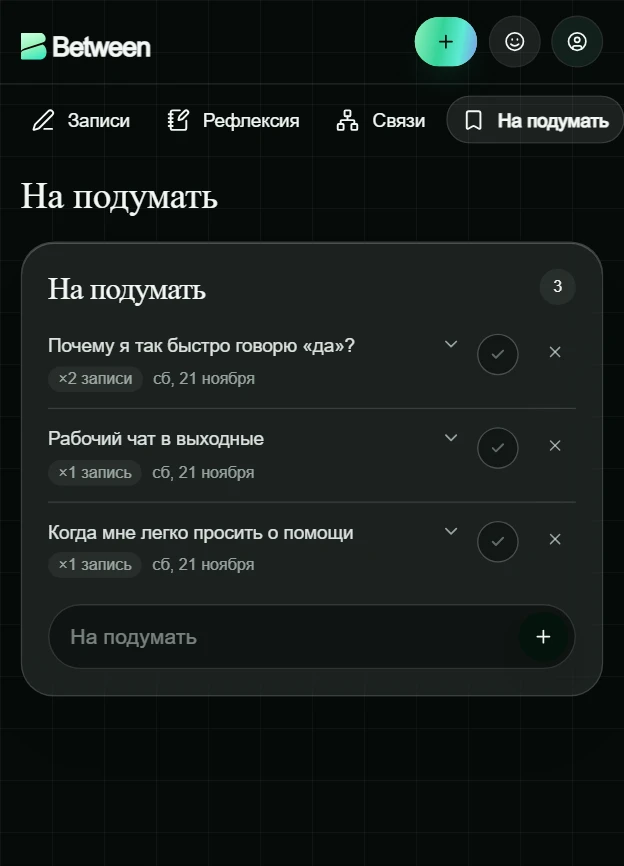 Between
Записи
Рефлексия
Связи
На подумать
На подумать
На подумать
3
Почему я так быстро говорю «да»?
×2 записи сб, 21 ноября
Рабочий чат в выходные
×1 запись сб, 21 ноября
Когда мне легко просить о помощи
×1 запись сб, 21 ноября
На подумать